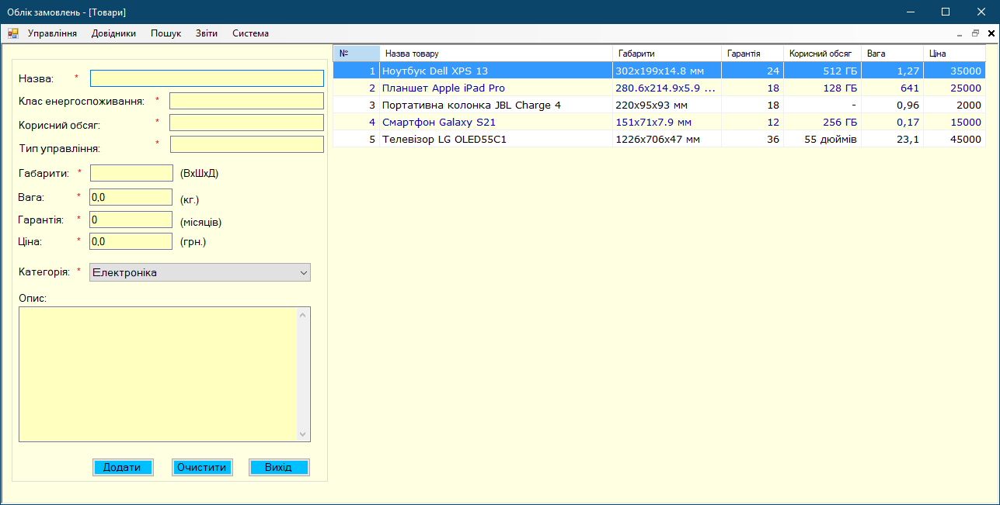 Облік замовлень - [Товари]
Управління Довідники Пошук Звіти Система
Назва: *
Клас енергоспоживання: *
Корисний обсяг: *
Тип управління: *
Габарити: * (ВхШхД)
Вага: * 0,0 (кг.)
Гарантія: * 0 (місяців)
Ціна: * 0,0 (грн.)
Категорія: * Електроніка
Опис:
Додати Очистити Вихід
№ Назва товару Габарити Гарантія Корисний обсяг Вага Ціна
1 Ноутбук Dell XPS 13 302x199x14.8 мм 24 512 ГБ 1,27 35000
2 Планшет Apple iPad Pro 280.6x214.9x5.9 ... 18 128 ГБ 641 25000
3 Портативна колонка JBL Charge 4 220x95x93 мм 18 - 0,96 2000
4 Смартфон Galaxy S21 151x71x7.9 мм 12 256 ГБ 0,17 15000
5 Телевізор LG OLED55C1 1226x706x47 мм 36 55 дюймів 23,1 45000